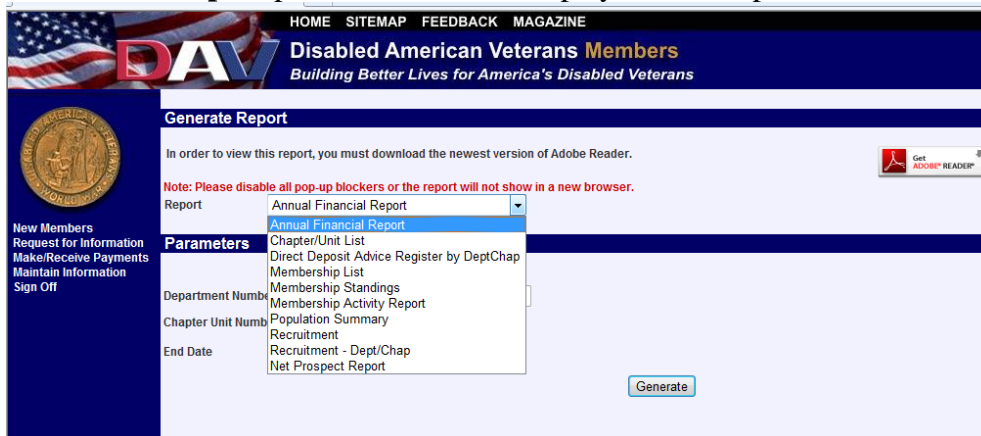 HOME SITEMAP FEEDBACK MAGAZINE
DAV
Disabled American Veterans Members
Building Better Lives for America's Disabled Veterans
DISABLED AMERICAN VETERANS
WORLD WAR
New Members
Request for Information
Make/Receive Payments
Maintain Information
Sign Off
Generate Report
In order to view this report, you must download the newest version of Adobe Reader.
Get
ADOBE® READER®
Note: Please disable all pop-up blockers or the report will not show in a new browser.
Report Annual Financial Report
Annual Financial Report
Chapter/Unit List
Direct Deposit Advice Register by DeptChap
Membership List
Membership Standings
Membership Activity Report
Population Summary
Recruitment
Recruitment - Dept/Chap
Net Prospect Report
Parameters
Department Numbe
Chapter Unit Numb
End Date
Generate